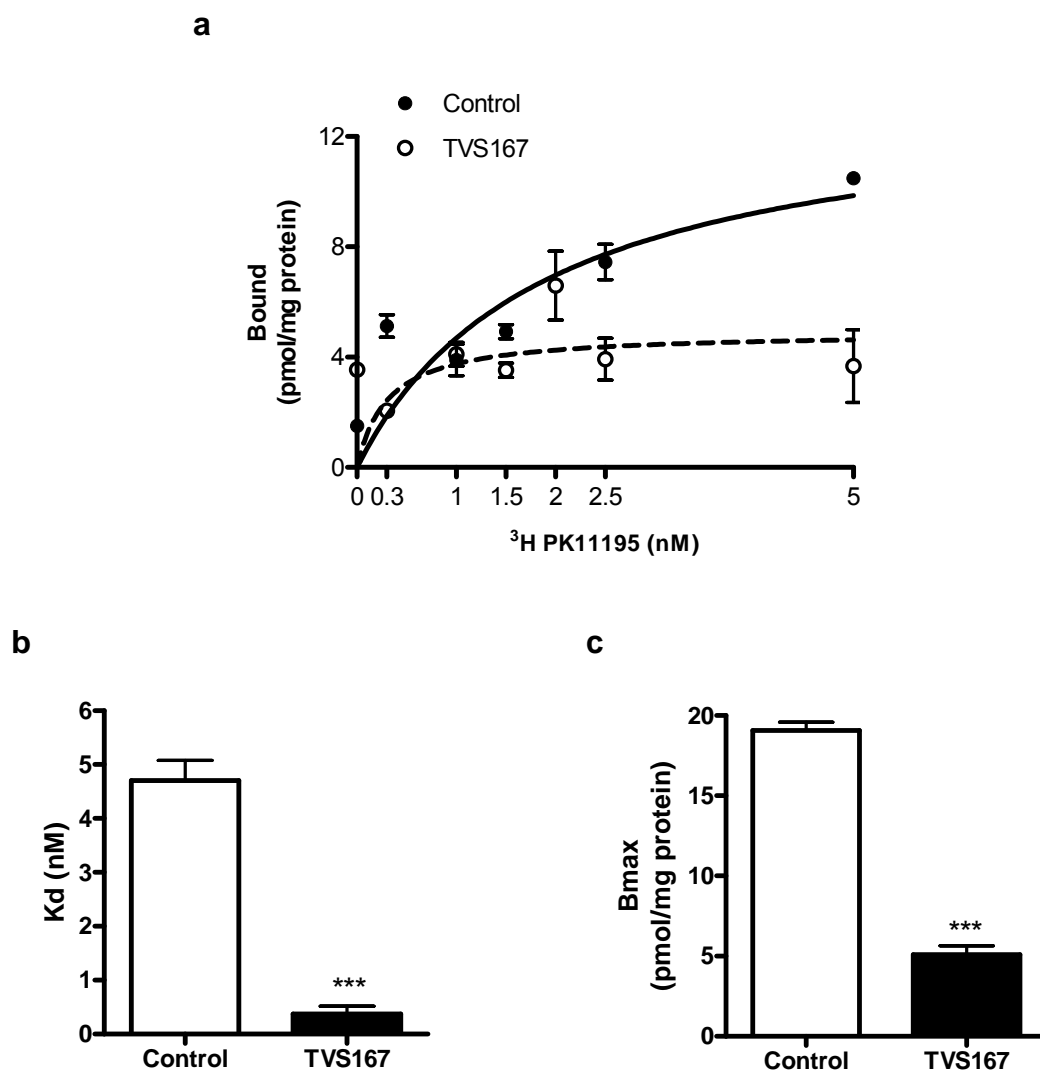 a
Control
TVS167
12
8
4
0
Bound
(pmol/mg protein)
0 0.3 1 1.5 2 2.5 5
³H PK11195 (nM)
b
6
5
4
3
2
1
0
Kd (nM)
***
Control TVS167
c
20
15
10
5
0
Bmax
(pmol/mg protein)
***
Control TVS167